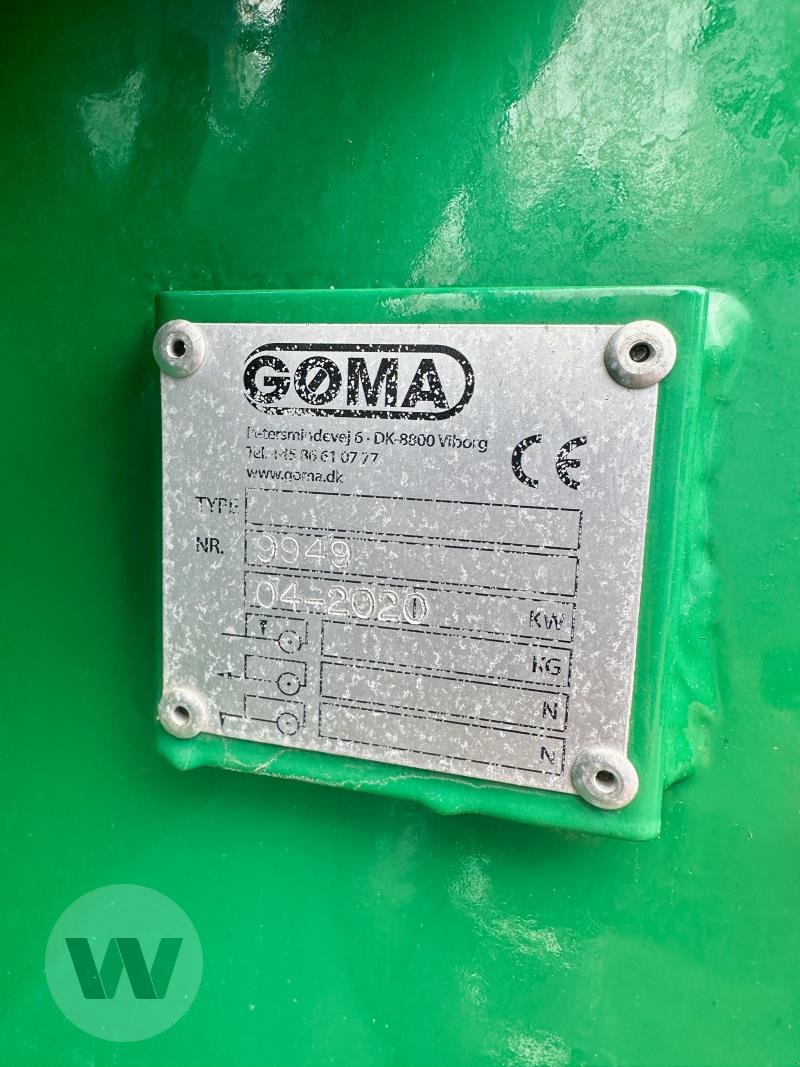 GØMA
Petersmindevej 6 · DK-8800 Viborg
Tel. +45 86 61 07 77
www.goma.dk
CE
TYPE
NR. 9949
04-2020 KW
KG
N
N
W